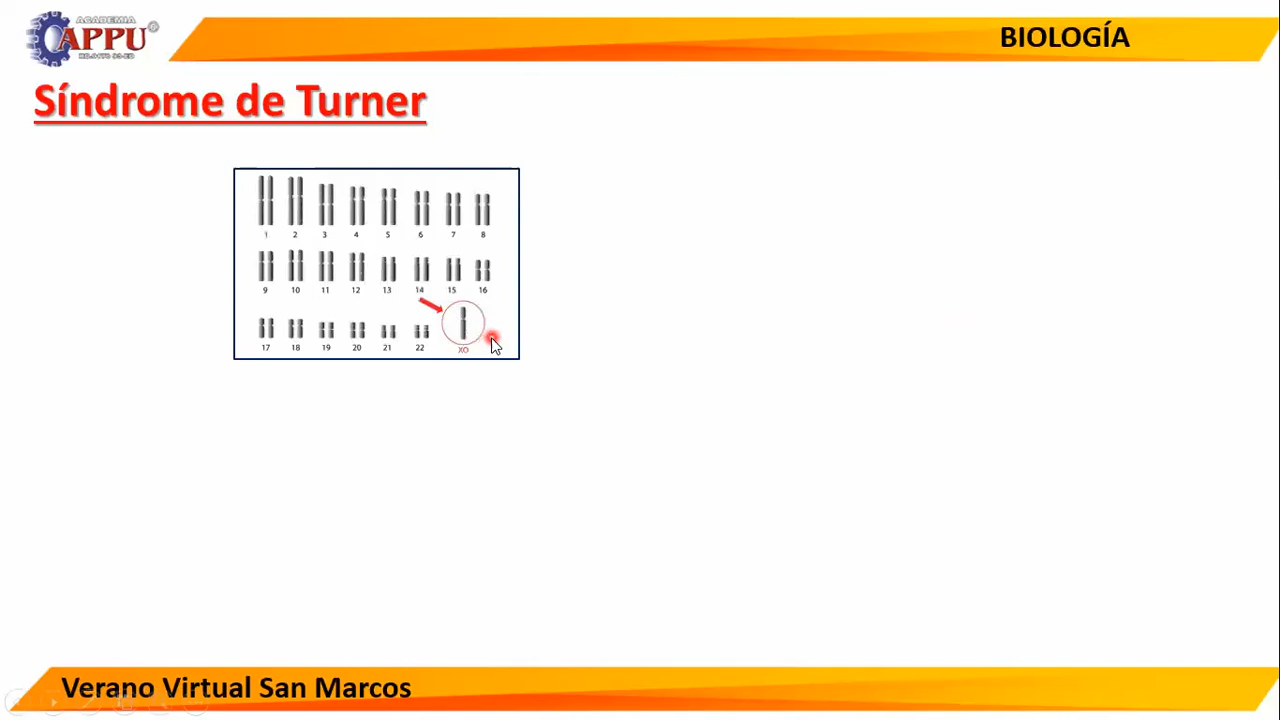 ACADEMIA
APPU
BIOLOGÍA
Síndrome de Turner
1 2 3 4 5 6 7 8
9 10 11 12 13 14 15 16
17 18 19 20 21 22 XO
Verano Virtual San Marcos